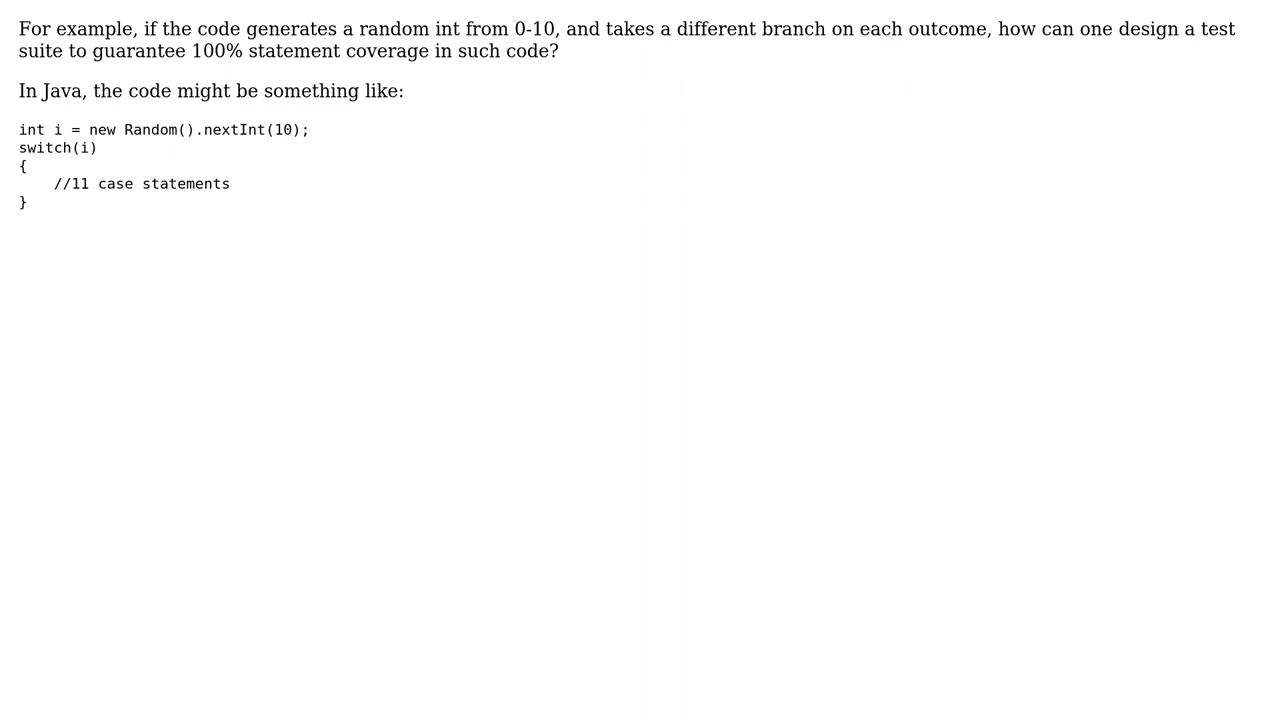 For example, if the code generates a random int from 0-10, and takes a different branch on each outcome, how can one design a test
suite to guarantee 100% statement coverage in such code?
In Java, the code might be something like:
int i = new Random().nextInt(10);
switch(i)
{
    //11 case statements
}